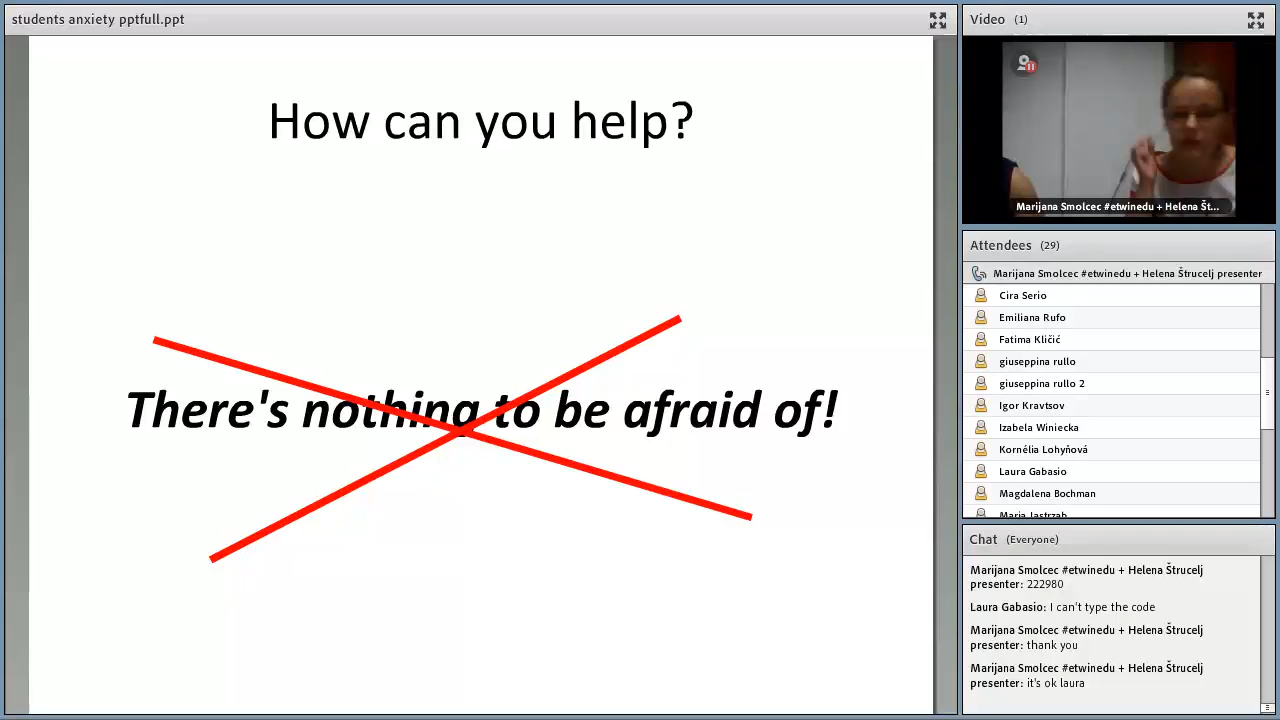 students anxiety pptfull.ppt
How can you help?
There's nothing to be afraid of!
Video (1)
Marijana Smolcec #etwinedu + Helena Št...
Attendees (29)
Marijana Smolcec #etwinedu + Helena Štrucelj presenter
Cira Serio
Emiliana Rufo
Fatima Kličić
giuseppina rullo
giuseppina rullo 2
Igor Kravtsov
Izabela Winiecka
Kornélia Lohyňová
Laura Gabasio
Magdalena Bochman
Maria Jastrzab
Chat (Everyone)
Marijana Smolcec #etwinedu + Helena Štrucelj
presenter: 222980
Laura Gabasio: I can't type the code
Marijana Smolcec #etwinedu + Helena Štrucelj
presenter: thank you
Marijana Smolcec #etwinedu + Helena Štrucelj
presenter: it's ok laura